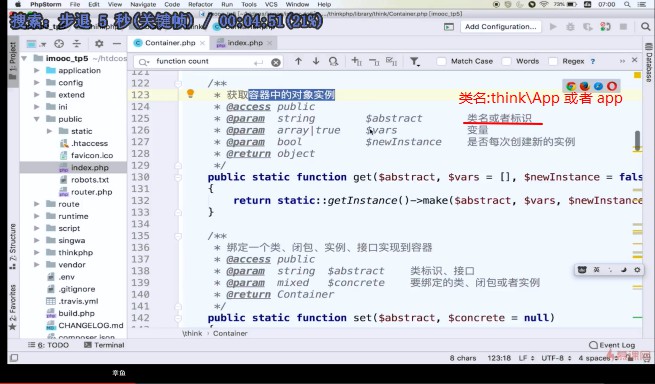 PhpStorm File Edit View Navigate Code Refactor Run Tools VCS Window Help 73% 07:00
搜索: 步退 5 秒(关键帧) / 00:04:51(21%)
Add Configuration...
1: Project
Container.php
index.php
Database
imooc_tp5
application
config
extend
ini
public
static
.htaccess
favicon.ico
index.php
robots.txt
router.php
route
runtime
script
singwa
thinkphp
vendor
.env
.gitignore
.travis.yml
build.php
CHANGELOG.md
composer.json
7: Structure
2: Favorites
function count
Match Case
Words
Regex
?
121
122 /**
123 * 获取容器中的对象实例
124 * @access public
125 * @param string $abstract 类名或者标识
126 * @param array|true $vars 变量
127 * @param bool $newInstance 是否每次创建新的实例
128 * @return object
129 */
130 public static function get($abstract, $vars = [], $newInstance = fals
131 {
132 return static::getInstance()->make($abstract, $vars, $newInstance
133 }
134
135 /**
136 * 绑定一个类、闭包、实例、接口实现到容器
137 * @access public
138 * @param string $abstract 类标识、接口
139 * @param mixed $concrete 要绑定的类、闭包或者实例
140 * @return Container
141 */
142 public static function set($abstract, $concrete = null)
类名:think\App 或者 app
\think › Container
6: TODO
Terminal
Event Log
8 chars 123:18 LF UTF-8 4 spaces
慕课网
章鱼